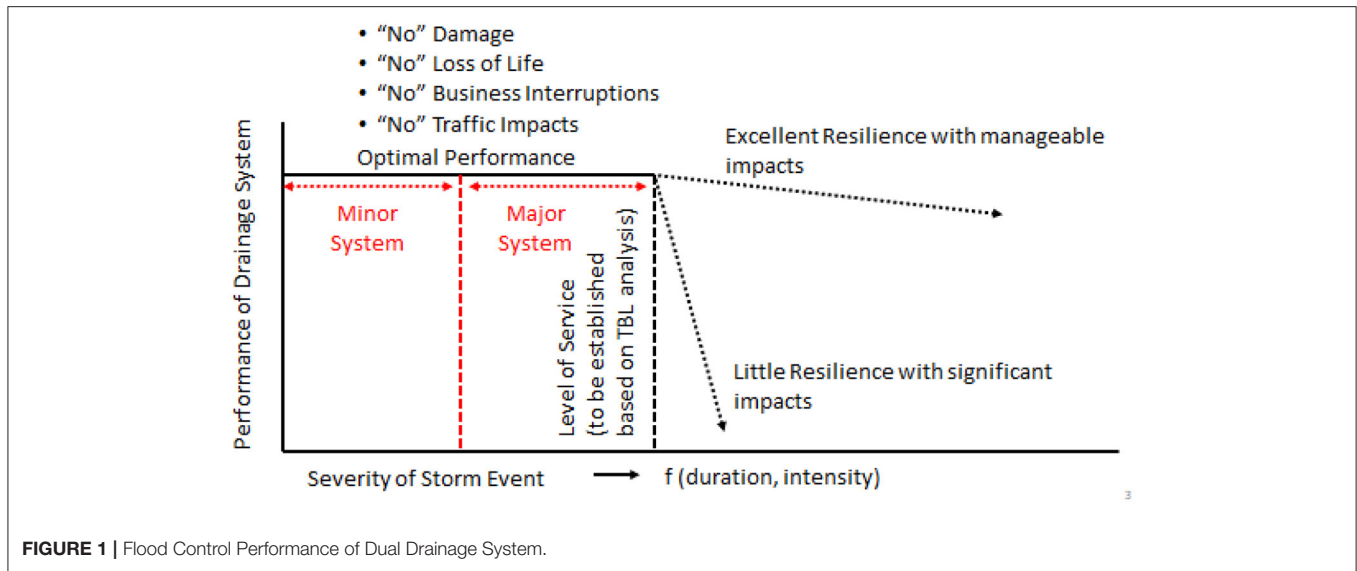 • “No” Damage
• “No” Loss of Life
• “No” Business Interruptions
• “No” Traffic Impacts
Optimal Performance
Excellent Resilience with manageable
impacts
Performance of Drainage System
Minor
System
Major
System
Level of Service
(to be established
based on TBL analysis)
Little Resilience with significant
impacts
Severity of Storm Event
f (duration, intensity)
3
FIGURE 1 | Flood Control Performance of Dual Drainage System.